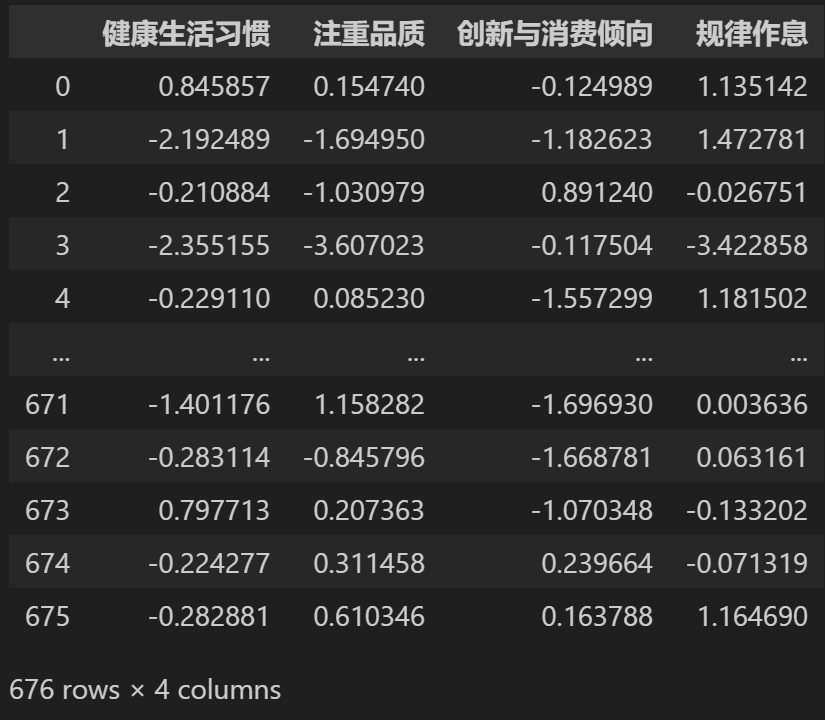 健康生活习惯 注重品质 创新与消费倾向 规律作息
0 0.845857 0.154740 -0.124989 1.135142
1 -2.192489 -1.694950 -1.182623 1.472781
2 -0.210884 -1.030979 0.891240 -0.026751
3 -2.355155 -3.607023 -0.117504 -3.422858
4 -0.229110 0.085230 -1.557299 1.181502
... ... ... ... ...
671 -1.401176 1.158282 -1.696930 0.003636
672 -0.283114 -0.845796 -1.668781 0.063161
673 0.797713 0.207363 -1.070348 -0.133202
674 -0.224277 0.311458 0.239664 -0.071319
675 -0.282881 0.610346 0.163788 1.164690
676 rows × 4 columns